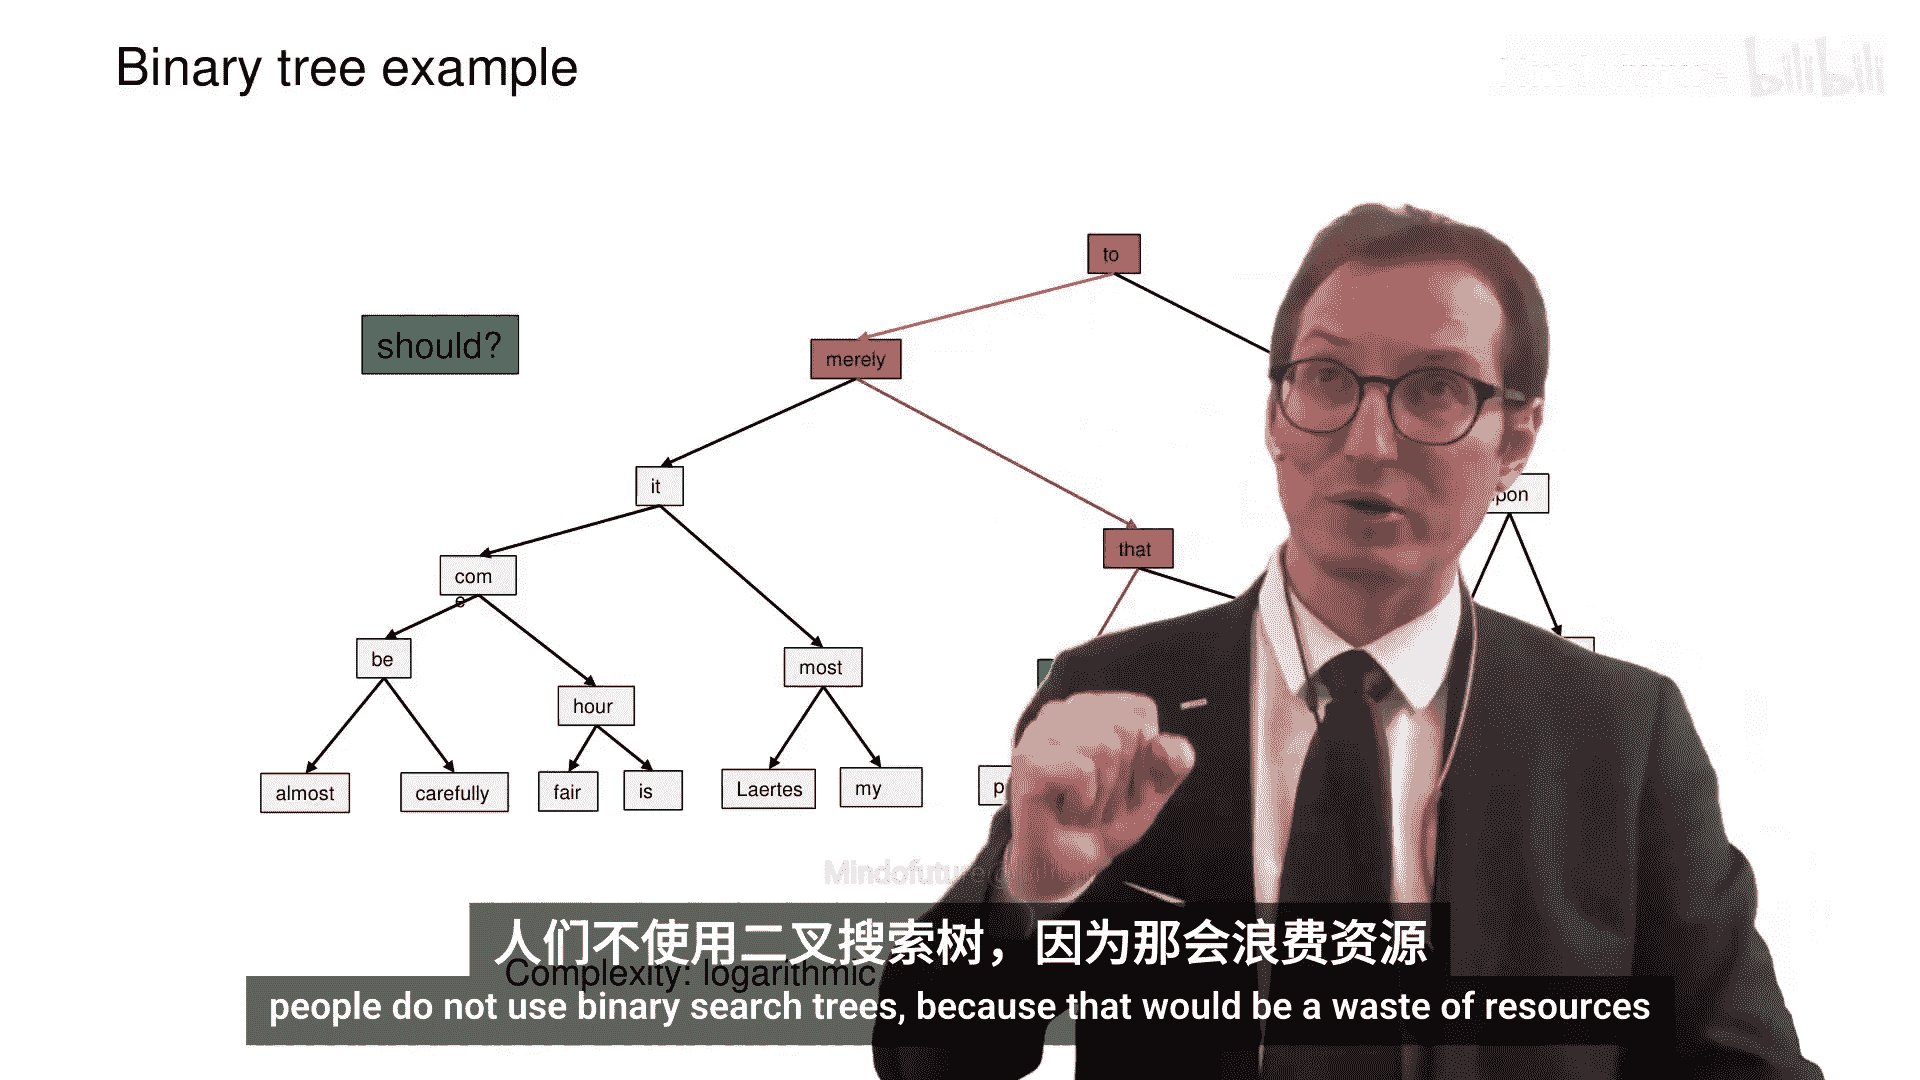 Binary tree example
bilibili
to
should?
merely
it
pon
that
com
e
be
most
hour
almost
carefully
fair
is
Laertes
my
p
Mindofuture@bili
人们不使用二叉搜索树，因为那会浪费资源
Complexity: logarithmic
people do not use binary search trees, because that would be a waste of resources